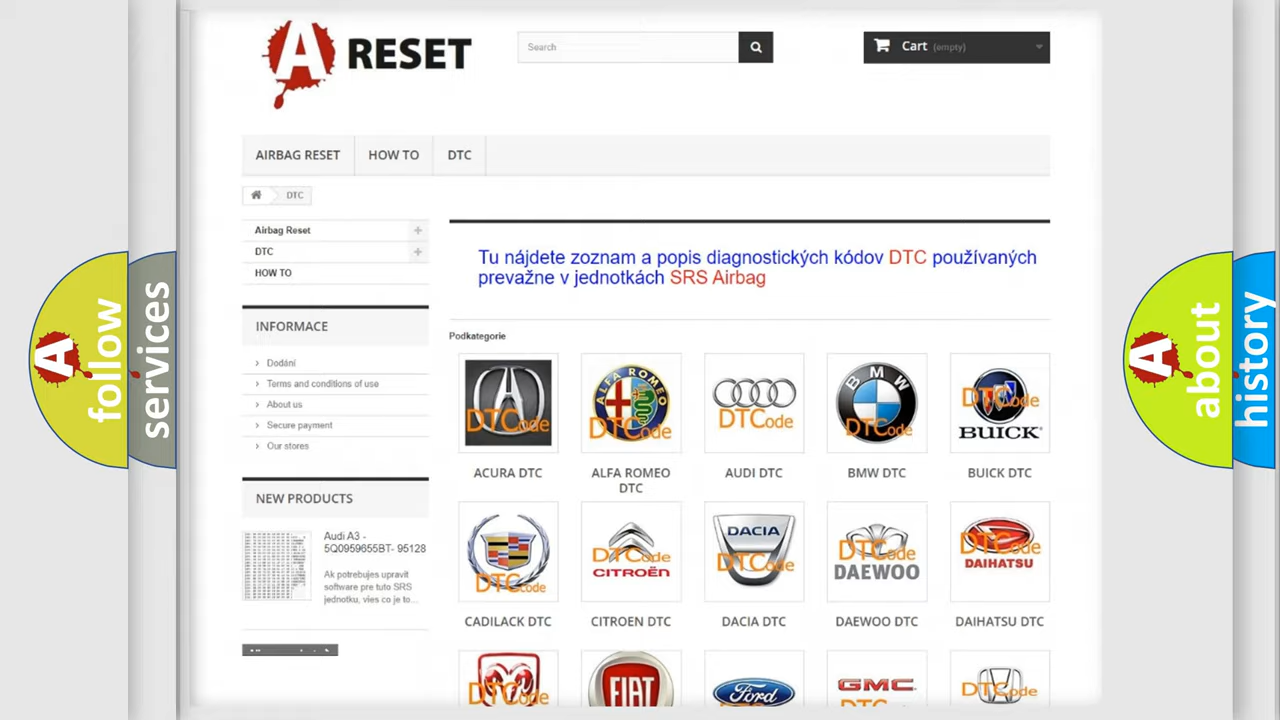 A RESET
Search
Cart (empty)
AIRBAG RESET
HOW TO
DTC
DTC
Airbag Reset
DTC
HOW TO
INFORMACE
Dodání
Terms and conditions of use
About us
Secure payment
Our stores
NEW PRODUCTS
Audi A3 -
5Q0959655BT- 95128
Ak potrebujes upravit
software pre tuto SRS
jednotku, vies co je to...
Tu nájdete zoznam a popis diagnostických kódov DTC používaných
prevažne v jednotkách SRS Airbag
Podkategorie
DTCode
ALFA ROMEO
DTCode
DTCode
BMW
DTCode
DTCode
BUICK
ACURA DTC
ALFA ROMEO
DTC
AUDI DTC
BMW DTC
BUICK DTC
DTCode
DTCode
CITROËN
DACIA
DTCode
DTCode
DAEWOO
DTCode
DAIHATSU
CADILACK DTC
CITROEN DTC
DACIA DTC
DAEWOO DTC
DAIHATSU DTC
DTCode
FIAT
Ford
GMC
DTCode
A follow
services
A about
history